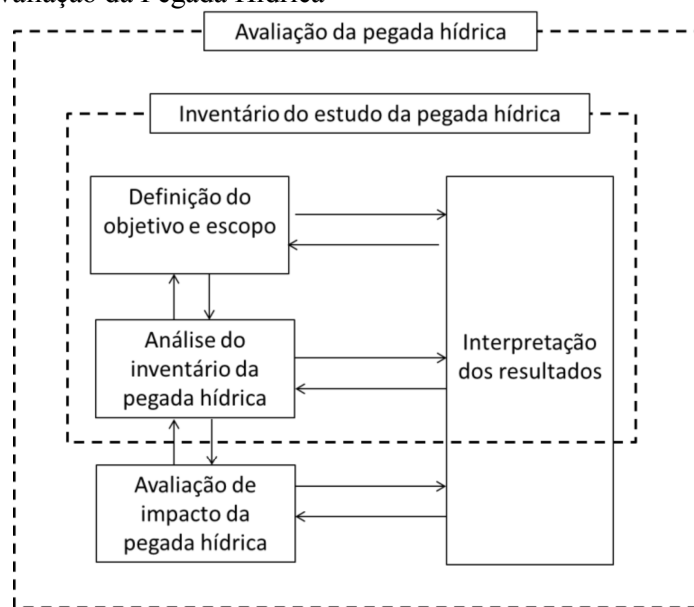 Avaliação da pegada hídrica
Inventário do estudo da pegada hídrica
Definição do
objetivo e escopo
Análise do
inventário da
pegada hídrica
Interpretação
dos resultados
Avaliação de
impacto da
pegada hídrica